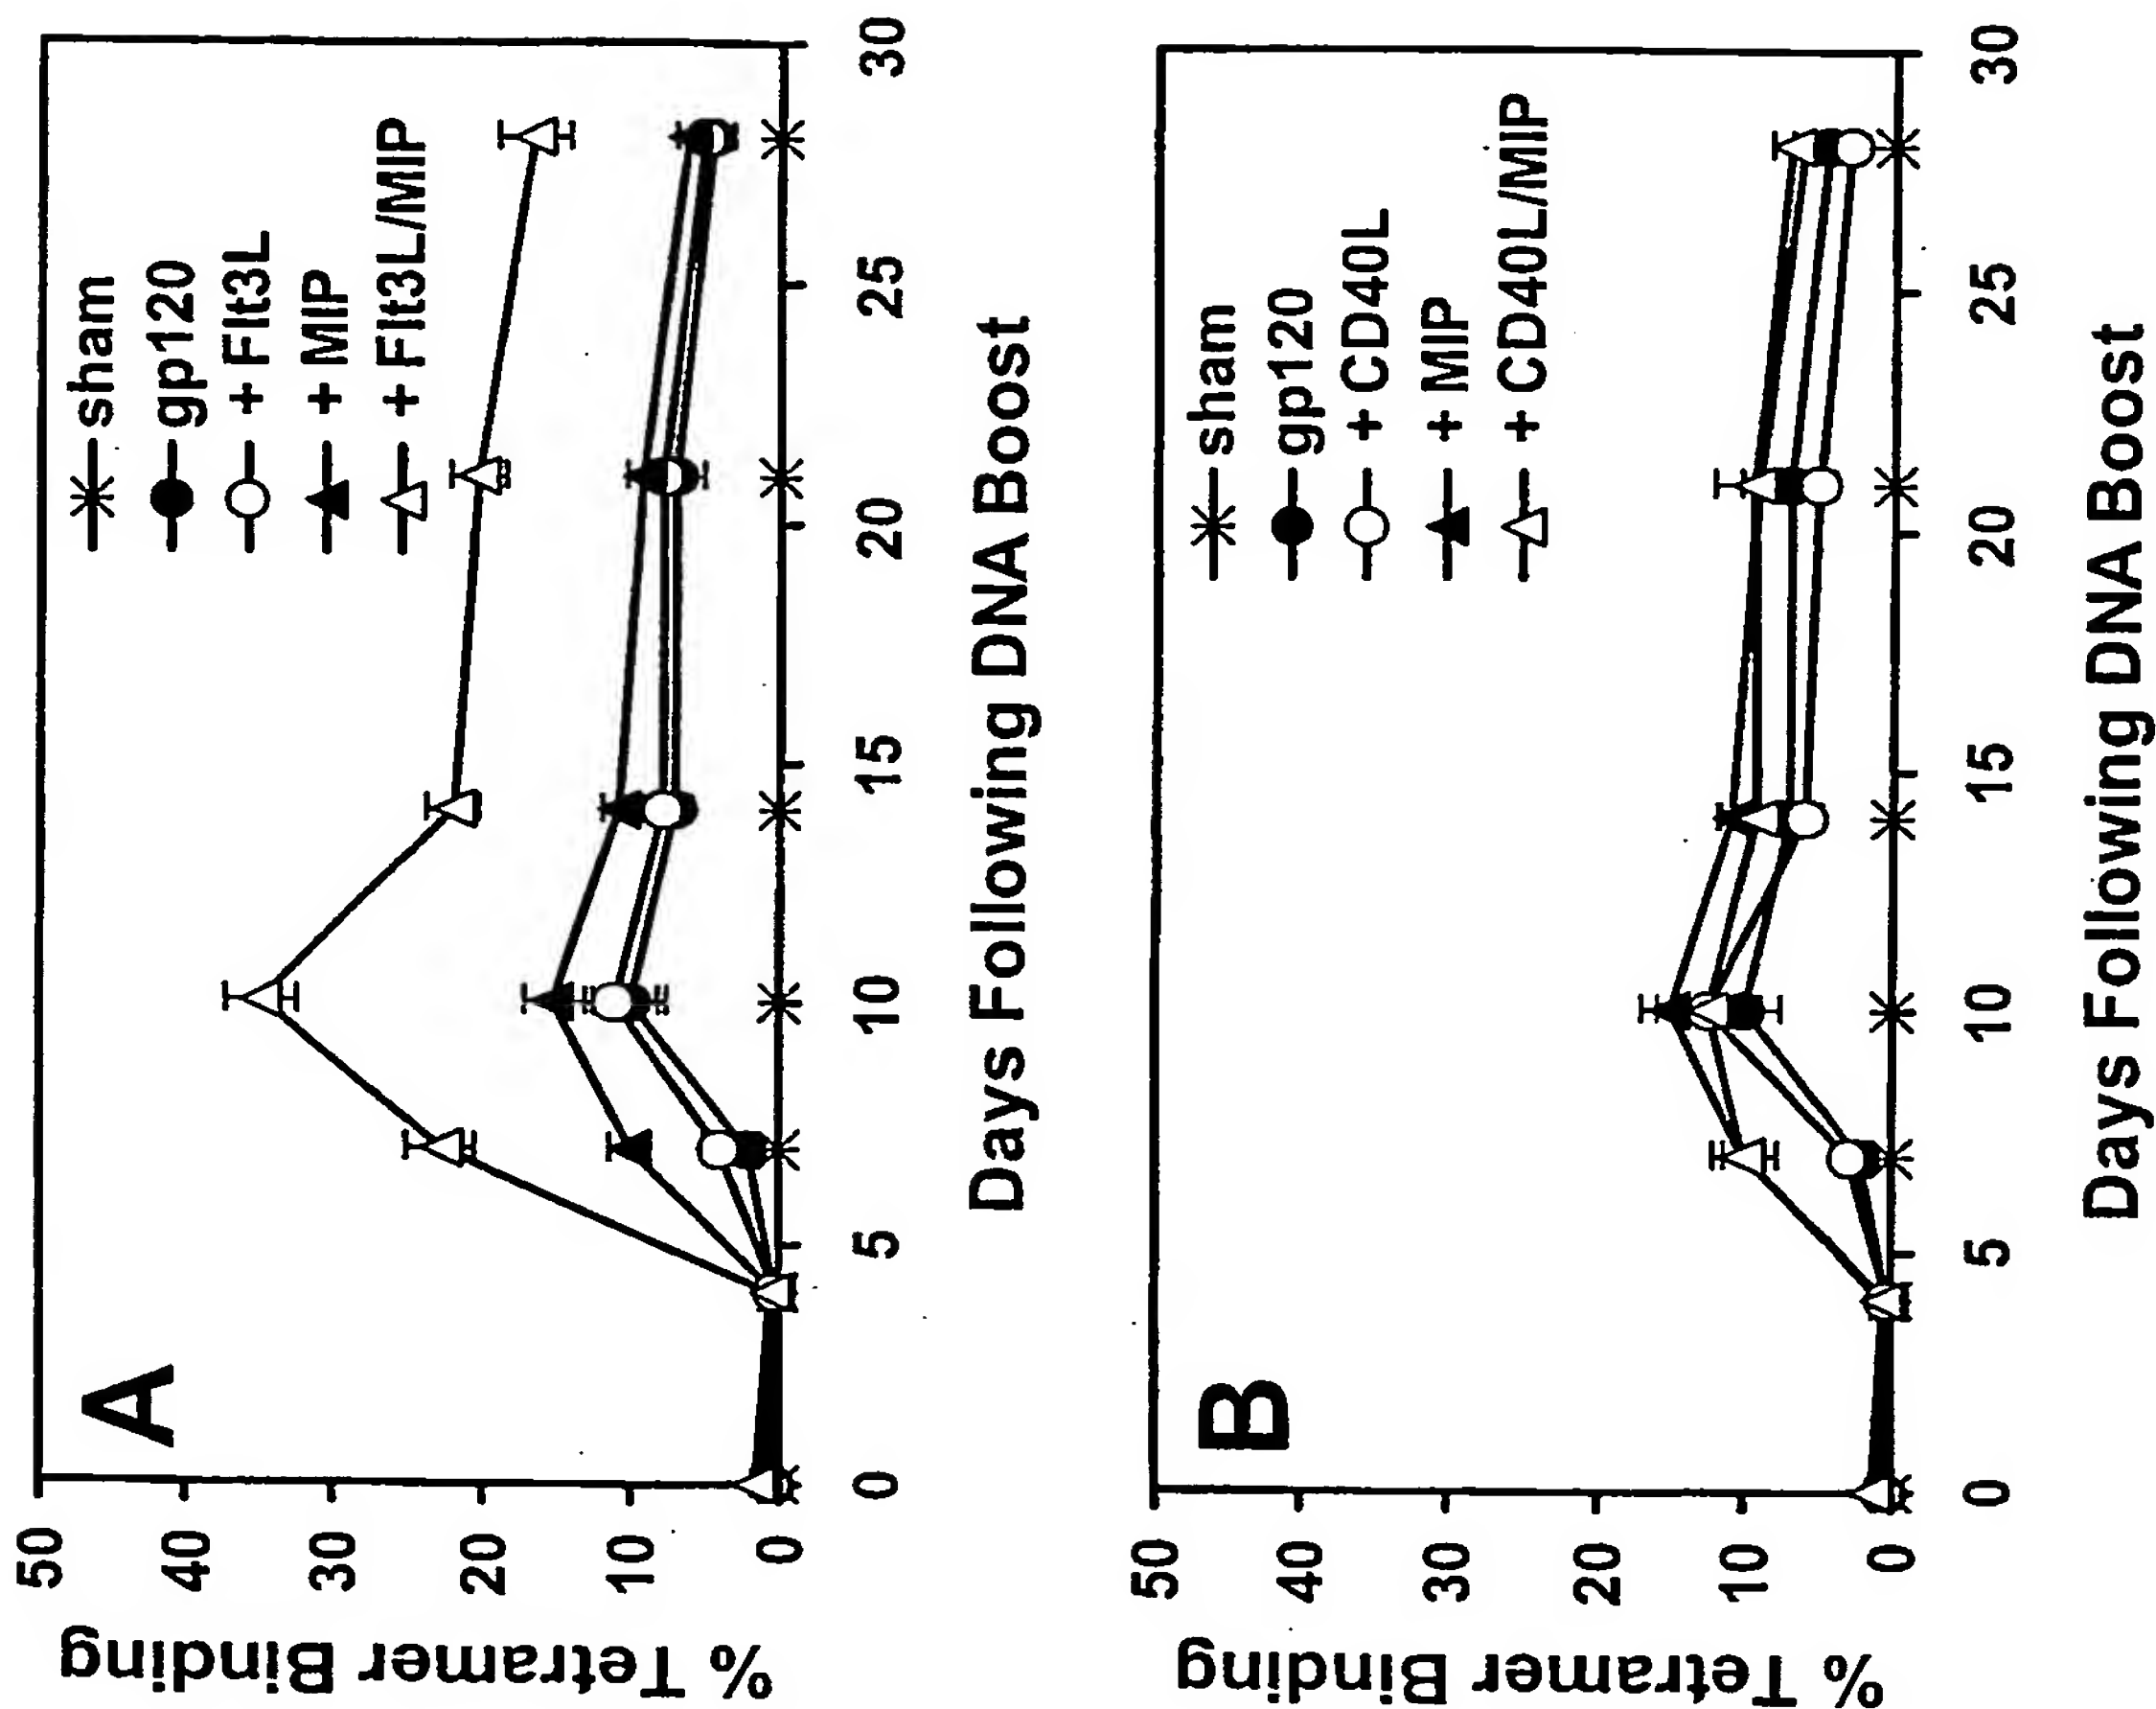 A
sham
gp120
+ Flt3L
+ MIP
+ Flt3L/MIP
% Tetramer Binding
50
40
30
20
10
0
0 5 10 15 20 25 30
Days Following DNA Boost
B
sham
gp120
+ CD40L
+ MIP
+ CD40L/MIP
% Tetramer Binding
50
40
30
20
10
0
0 5 10 15 20 25 30
Days Following DNA Boost